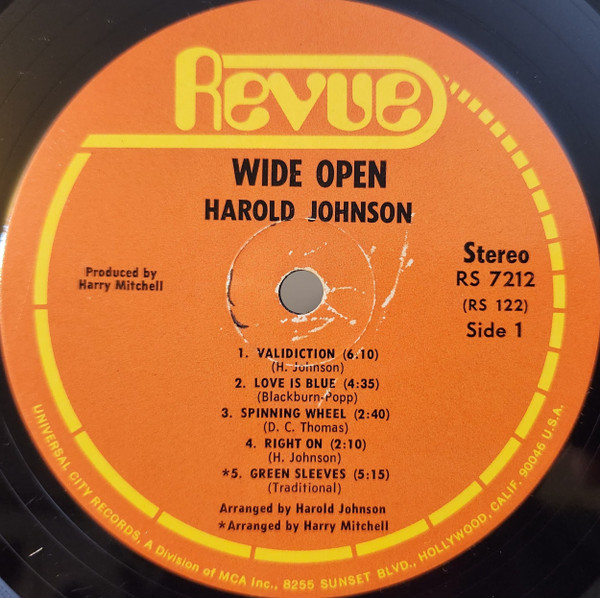 REVUE
WIDE OPEN
HAROLD JOHNSON
Produced by
Harry Mitchell
Stereo
RS 7212
(RS 122)
Side 1
1. VALIDICTION (6:10)
(H. Johnson)
2. LOVE IS BLUE (4:35)
(Blackburn-Popp)
3. SPINNING WHEEL (2:40)
(D. C. Thomas)
4. RIGHT ON (2:10)
(H. Johnson)
*5. GREEN SLEEVES (5:15)
(Traditional)
Arranged by Harold Johnson
*Arranged by Harry Mitchell
UNIVERSAL CITY RECORDS, A Division of MCA Inc., 8255 SUNSET BLVD., HOLLYWOOD, CALIF. 90046 U.S.A.